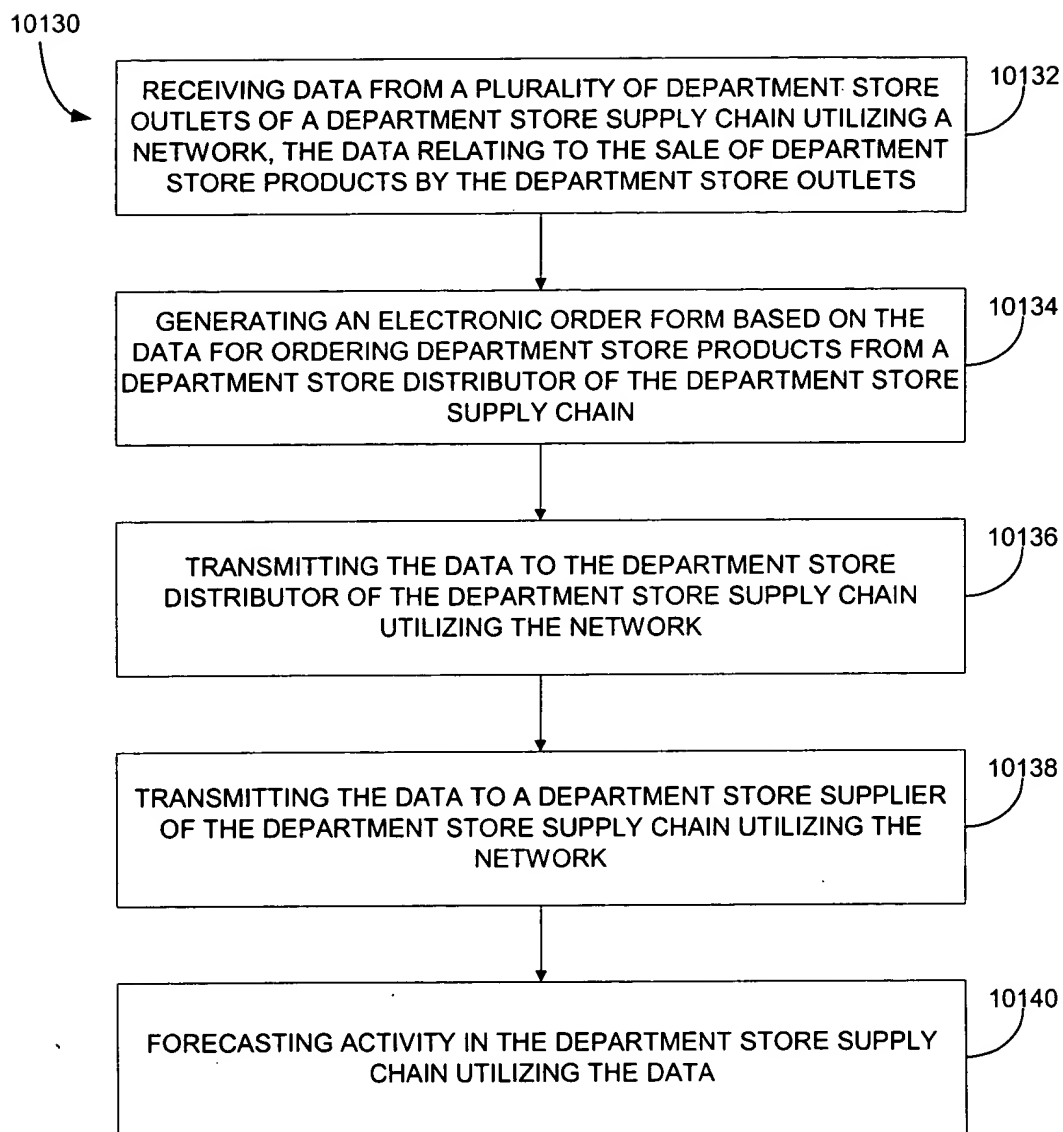 10130
RECEIVING DATA FROM A PLURALITY OF DEPARTMENT STORE
OUTLETS OF A DEPARTMENT STORE SUPPLY CHAIN UTILIZING A
NETWORK, THE DATA RELATING TO THE SALE OF DEPARTMENT
STORE PRODUCTS BY THE DEPARTMENT STORE OUTLETS
10132
GENERATING AN ELECTRONIC ORDER FORM BASED ON THE
DATA FOR ORDERING DEPARTMENT STORE PRODUCTS FROM A
DEPARTMENT STORE DISTRIBUTOR OF THE DEPARTMENT STORE
SUPPLY CHAIN
10134
TRANSMITTING THE DATA TO THE DEPARTMENT STORE
DISTRIBUTOR OF THE DEPARTMENT STORE SUPPLY CHAIN
UTILIZING THE NETWORK
10136
TRANSMITTING THE DATA TO A DEPARTMENT STORE SUPPLIER
OF THE DEPARTMENT STORE SUPPLY CHAIN UTILIZING THE
NETWORK
10138
FORECASTING ACTIVITY IN THE DEPARTMENT STORE SUPPLY
CHAIN UTILIZING THE DATA
10140